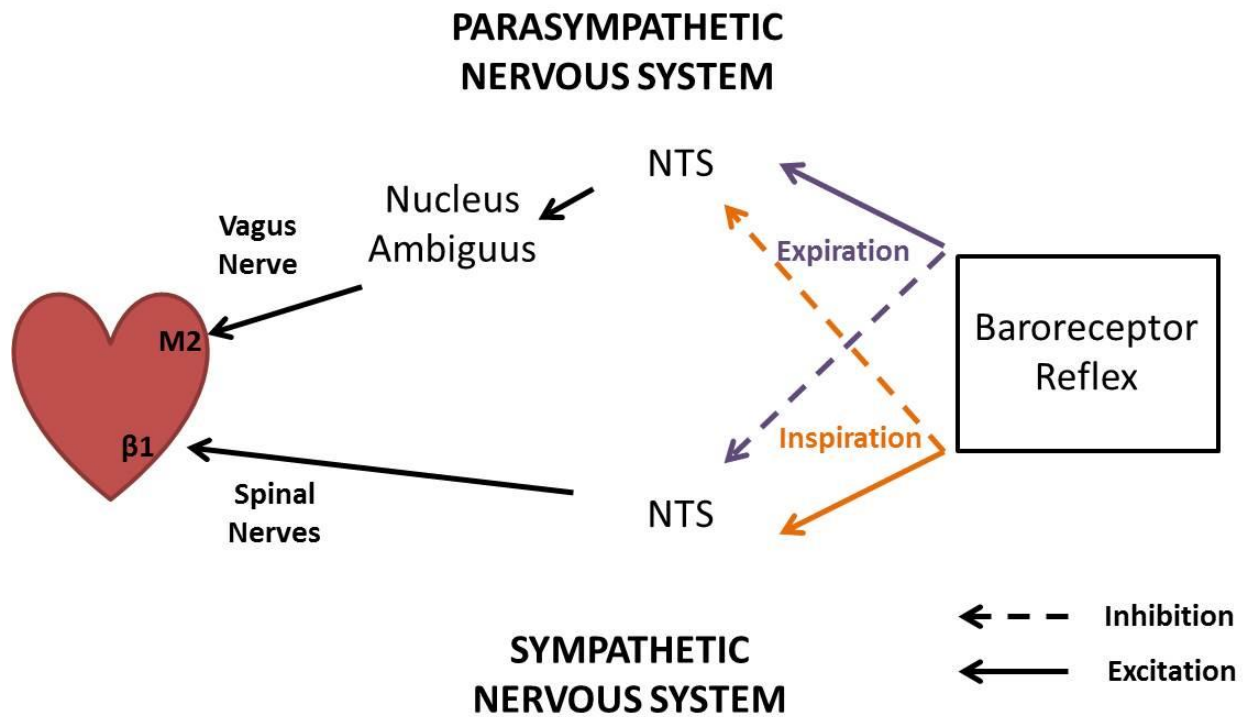 PARASYMPATHETIC
NERVOUS SYSTEM
NTS
Nucleus
Ambiguus
Vagus
Nerve
Expiration
Baroreceptor
Reflex
M2
β1
Inspiration
Spinal
Nerves
NTS
Inhibition
Excitation
SYMPATHETIC
NERVOUS SYSTEM